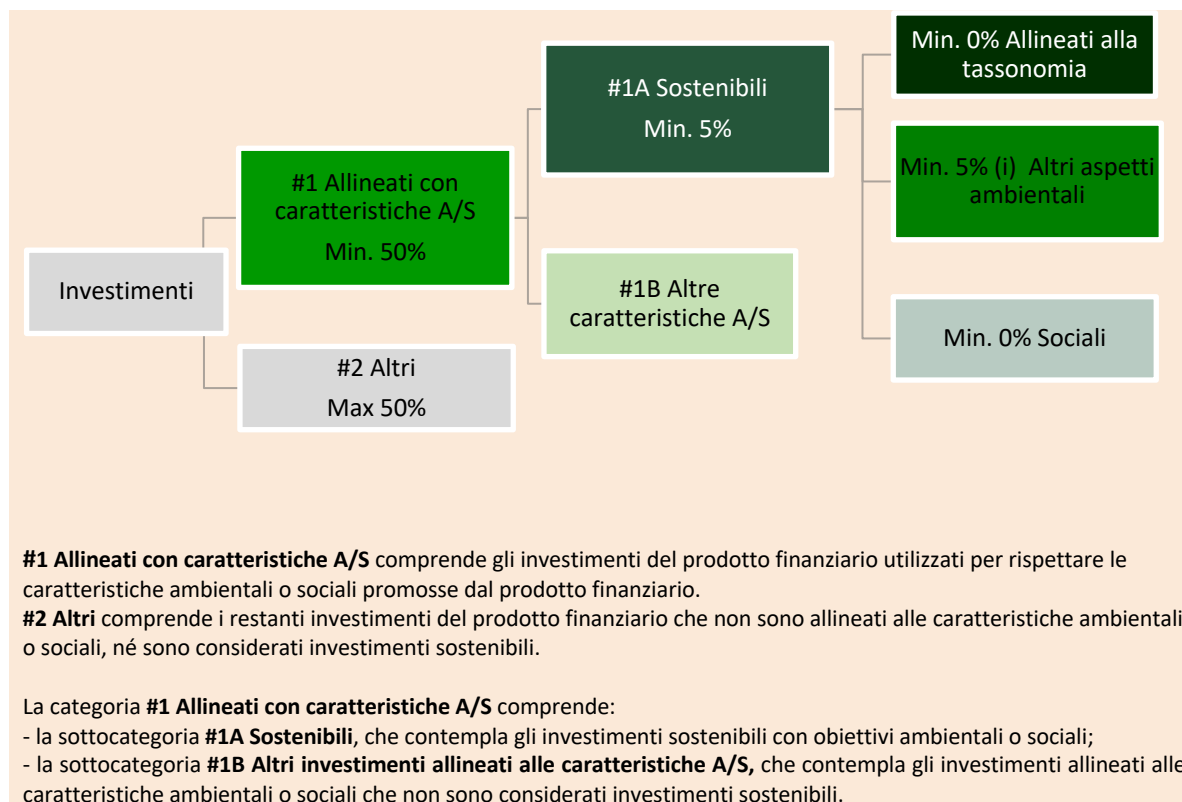 Investimenti
#1 Allineati con
caratteristiche A/S
Min. 50%
#2 Altri
Max 50%
#1A Sostenibili
Min. 5%
#1B Altre
caratteristiche A/S
Min. 0% Allineati alla
tassonomia
Min. 5% (i)  Altri aspetti
ambientali
Min. 0% Sociali
#1 Allineati con caratteristiche A/S comprende gli investimenti del prodotto finanziario utilizzati per rispettare le
caratteristiche ambientali o sociali promosse dal prodotto finanziario.
#2 Altri comprende i restanti investimenti del prodotto finanziario che non sono allineati alle caratteristiche ambientali
o sociali, né sono considerati investimenti sostenibili.
La categoria #1 Allineati con caratteristiche A/S comprende:
- la sottocategoria #1A Sostenibili, che contempla gli investimenti sostenibili con obiettivi ambientali o sociali;
- la sottocategoria #1B Altri investimenti allineati alle caratteristiche A/S, che contempla gli investimenti allineati alle
caratteristiche ambientali o sociali che non sono considerati investimenti sostenibili.